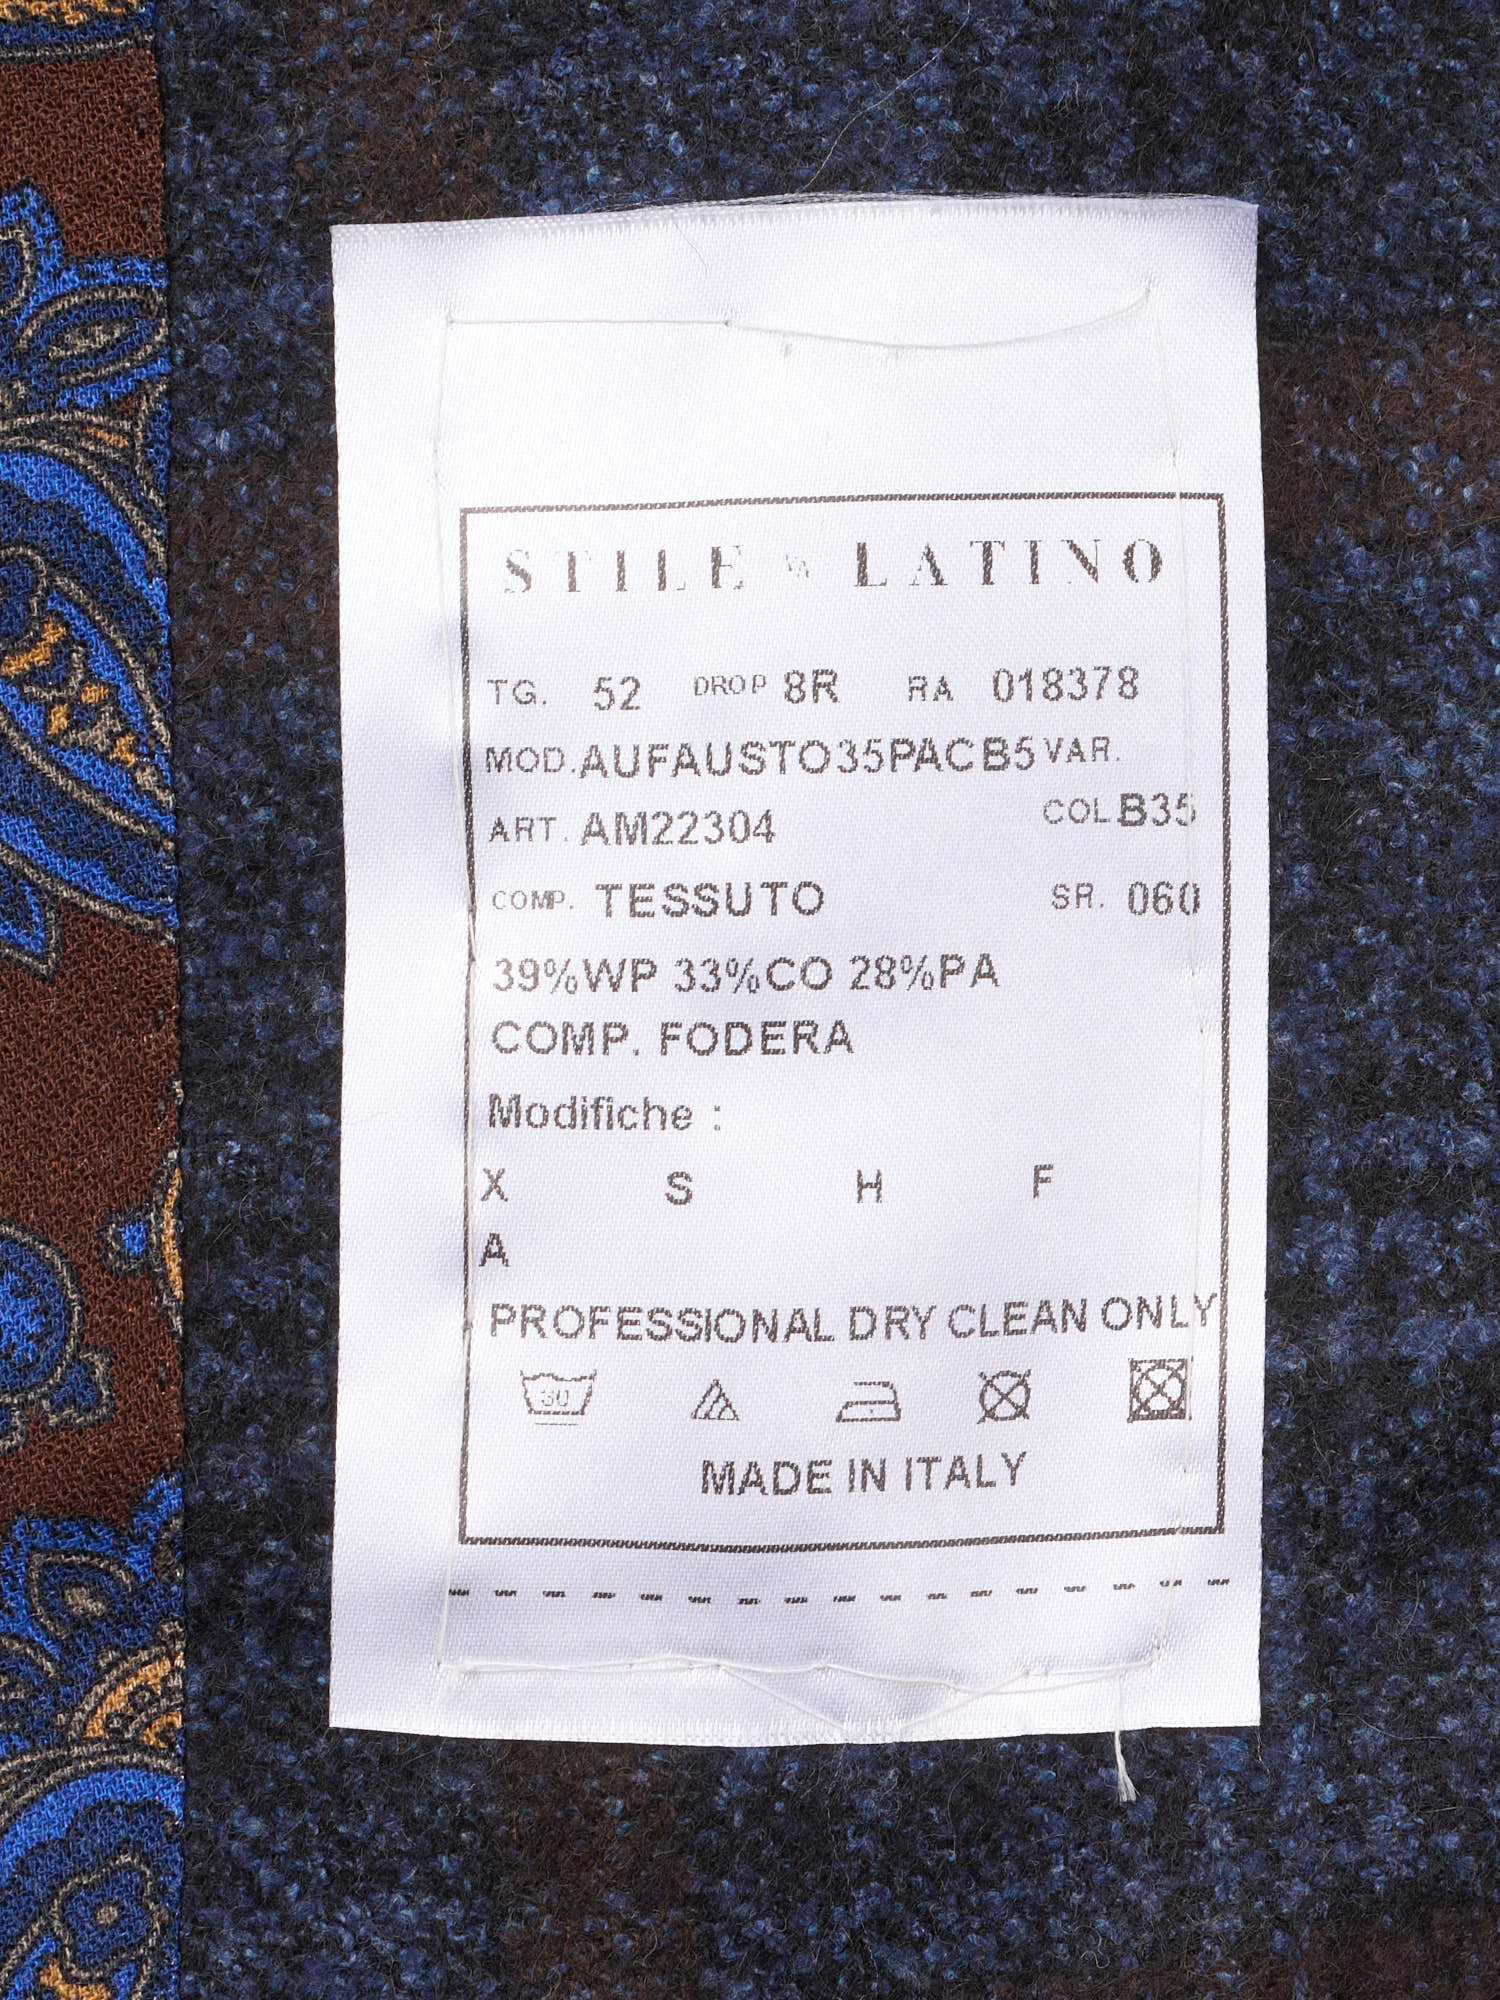 STILE LATINO
TG. 52 DROP 8R RA 018378
MOD.AUFAUSTO35PACB5 VAR.
ART. AM22304 COL.B35
COMP. TESSUTO SR. 060
39%WP 33%CO 28%PA
COMP. FODERA
Modifiche :
X S H F
A
PROFESSIONAL DRY CLEAN ONLY
30
MADE IN ITALY